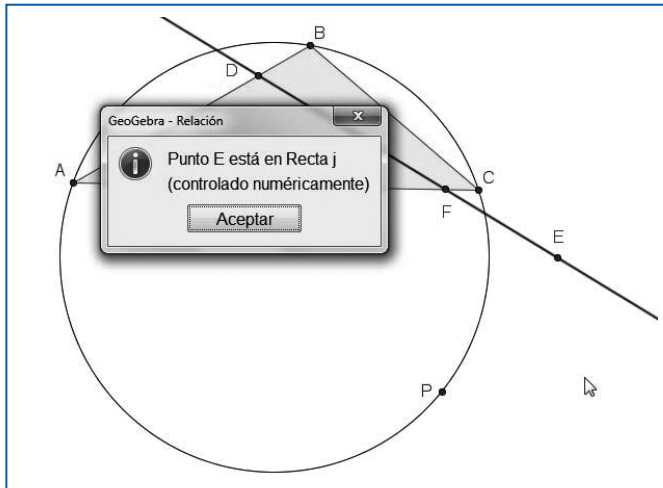 B
D
GeoGebra - Relación
x
A
Punto E está en Recta j
(controlado numéricamente)
C
Aceptar
F
E
P